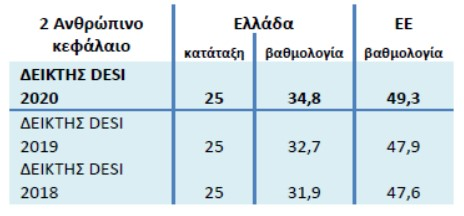 2 Ανθρώπινο κεφάλαιο Ελλάδα ΕΕ
κατάταξη βαθμολογία βαθμολογία
ΔΕΙΚΤΗΣ DESI
2020 25 34,8 49,3
ΔΕΙΚΤΗΣ DESI
2019 25 32,7 47,9
ΔΕΙΚΤΗΣ DESI
2018 25 31,9 47,6